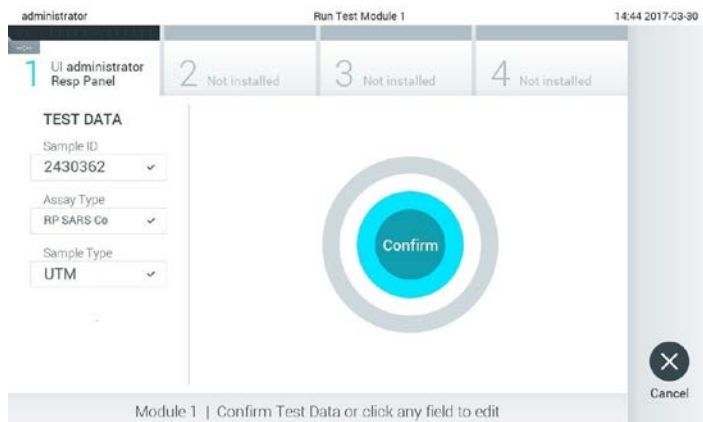 administrator
Run Test Module 1
14:44 2017-03-30
1
UI administrator
Resp Panel
2 Not installed
3 Not installed
4 Not installed
TEST DATA
Sample ID
2430362
Assay Type
RP SARS Co
Sample Type
UTM
Confirm
Cancel
Module 1 | Confirm Test Data or click any field to edit